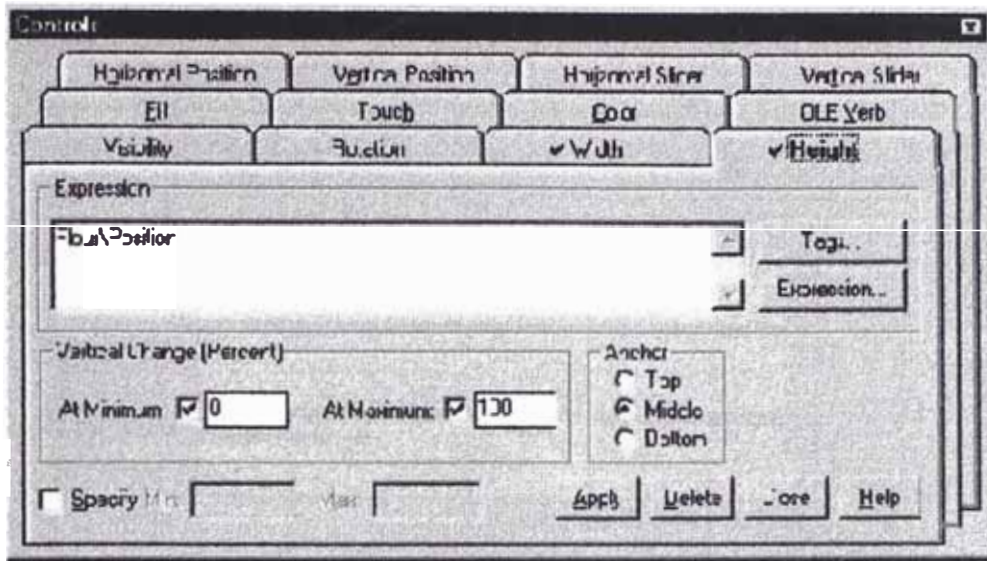 Controls
Horizontal Position Vertical Position Horizontal Slider Vertical Slider
Fill Touch Color OLE Verb
Visibility Rotation Width Height
Expression
Tags...
Expression...
Vertical Change (Percent)
At Minimum 0 At Maximum 100
Anchor
Top
Middle
Bottom
Specify Min Max
Apply Delete Close Help